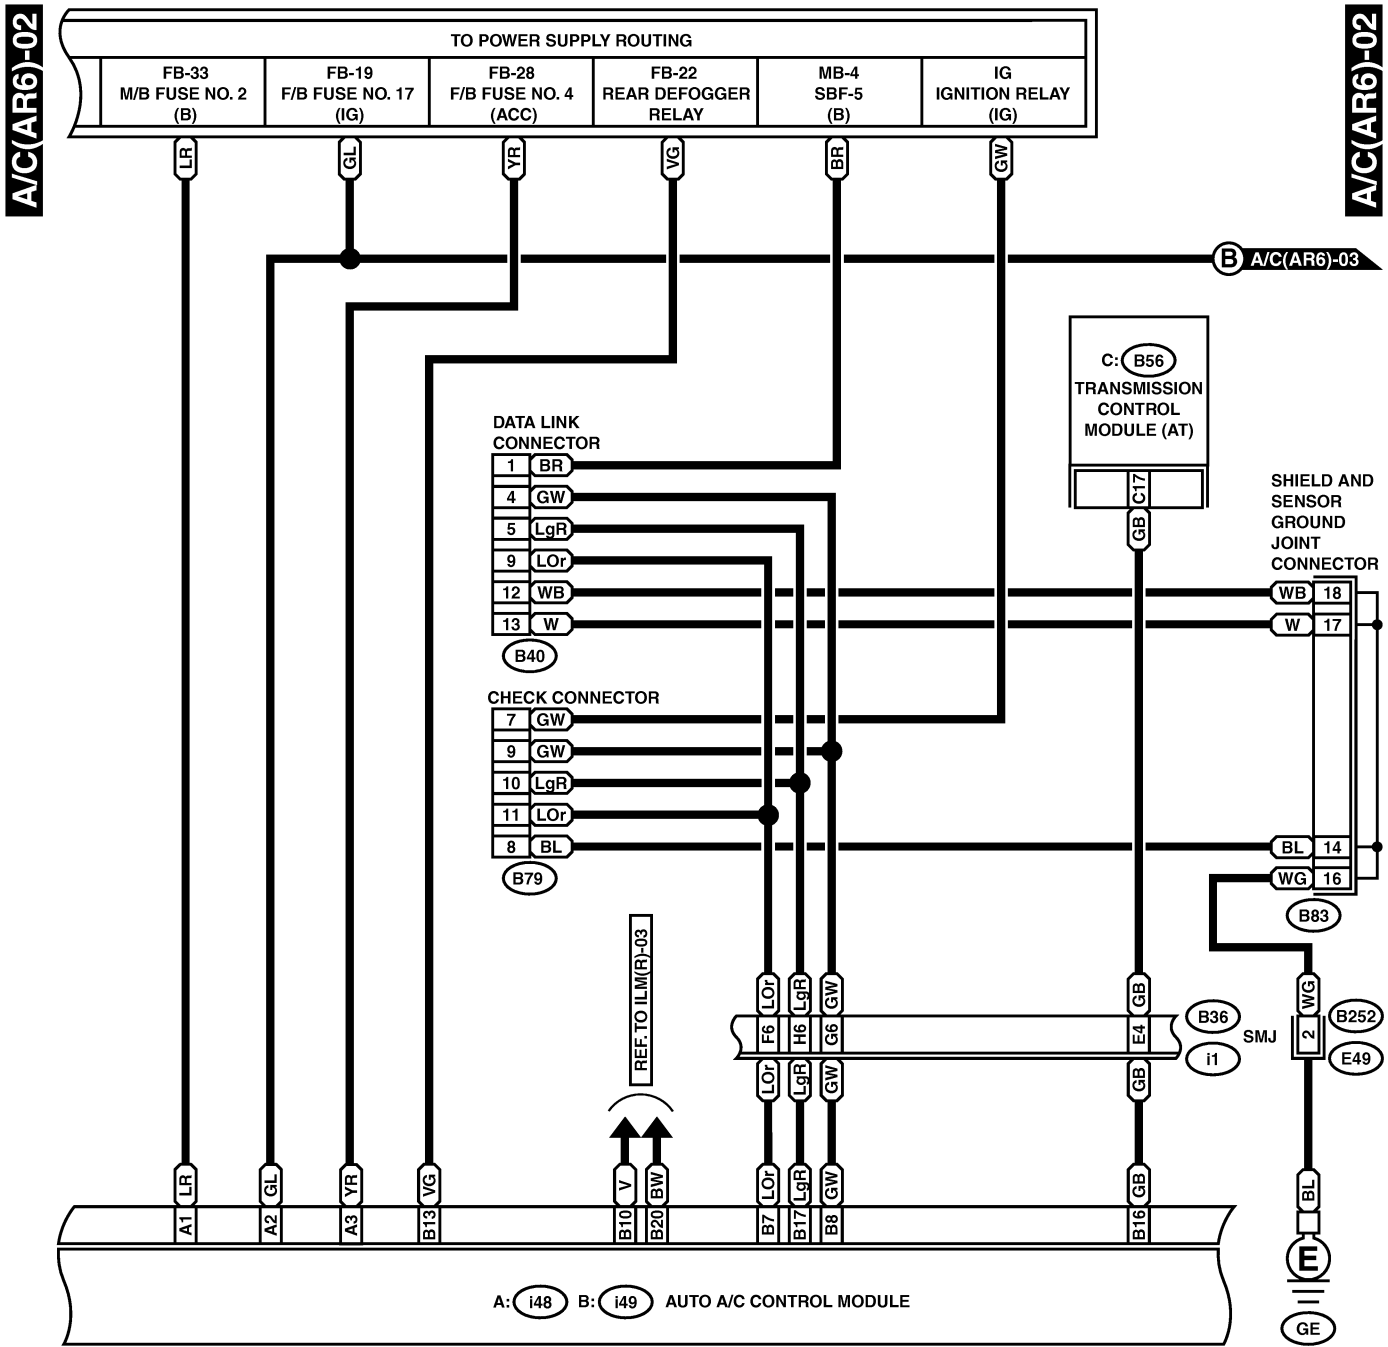 A/C(AR6)-02
A/C(AR6)-02
TO POWER SUPPLY ROUTING
FB-33
M/B FUSE NO. 2
(B)
FB-19
F/B FUSE NO. 17
(IG)
FB-28
F/B FUSE NO. 4
(ACC)
FB-22
REAR DEFOGGER
RELAY
MB-4
SBF-5
(B)
IG
IGNITION RELAY
(IG)
LR
GL
YR
VG
BR
GW
B
A/C(AR6)-03
C: B56
TRANSMISSION
CONTROL
MODULE (AT)
C17
GB
DATA LINK
CONNECTOR
1 BR
4 GW
5 LgR
9 LOr
12 WB
13 W
B40
SHIELD AND
SENSOR
GROUND
JOINT
CONNECTOR
WB 18
W 17
BL 14
WG 16
B83
CHECK CONNECTOR
7 GW
9 GW
10 LgR
11 LOr
8 BL
B79
REF. TO ILM(R)-03
LOr
LgR
GW
GB
WG
F6
H6
G6
E4
B36
i1
SMJ
2
B252
E49
LOr
LgR
GW
GB
LR
GL
YR
VG
V
BW
LOr
LgR
GW
GB
BL
A1
A2
A3
B13
B10
B20
B7
B17
B8
B16
E
GE
A: i48 B: i49 AUTO A/C CONTROL MODULE